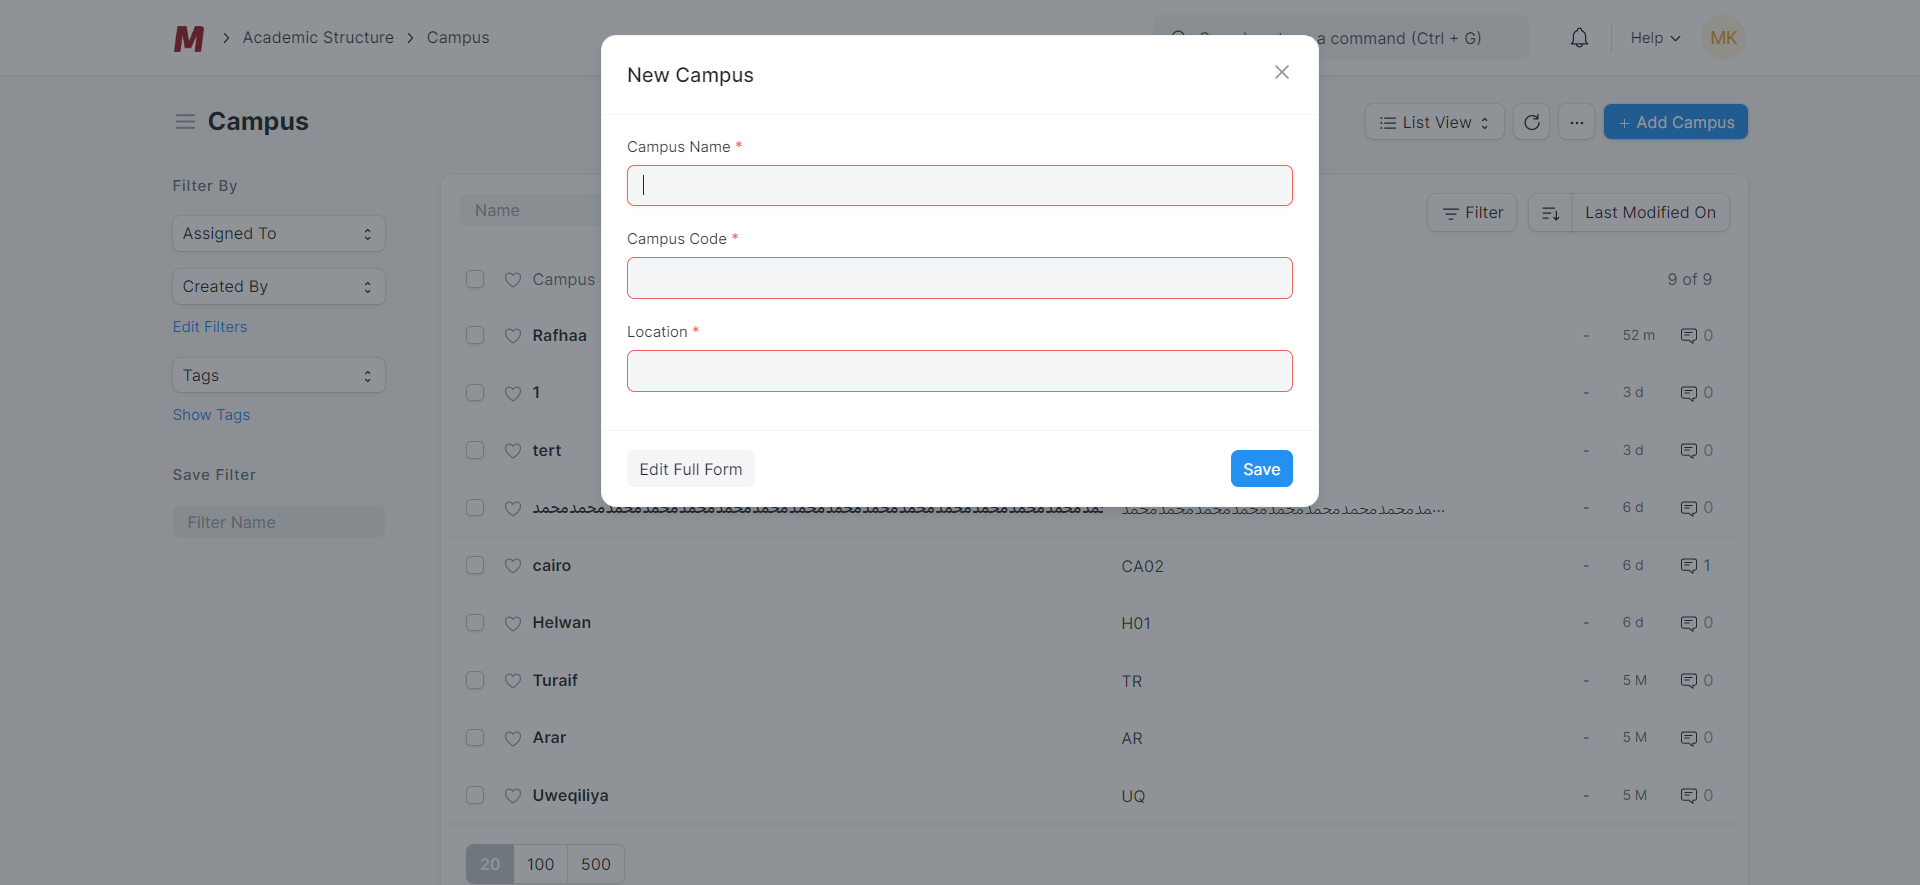 M
Academic Structure
Campus
a command (Ctrl + G)
Help
MK
Campus
List View
+ Add Campus
New Campus
Campus Name *
Campus Code *
Location *
Edit Full Form
Save
Filter By
Assigned To
Created By
Edit Filters
Tags
Show Tags
Save Filter
Filter Name
Name
Filter
Last Modified On
Campus
9 of 9
Rafhaa - 52 m 0
1 - 3 d 0
tert - 3 d 0
- 6 d 0
cairo CA02 - 6 d 1
Helwan H01 - 6 d 0
Turaif TR - 5 M 0
Arar AR - 5 M 0
Uweqiliya UQ - 5 M 0
20 100 500